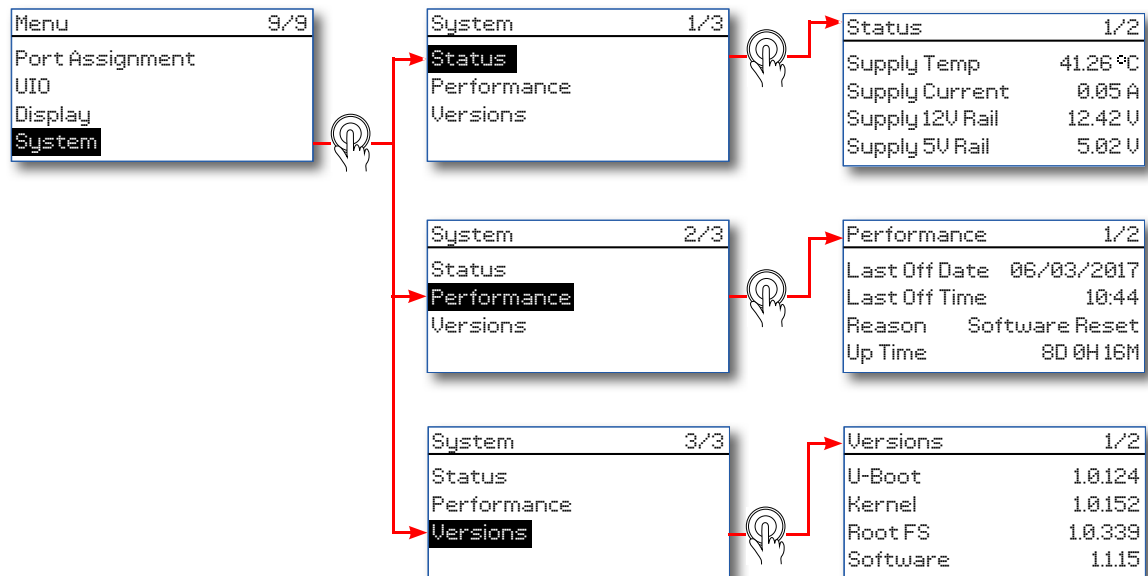 Menu 9/9
Port Assignment
UIO
Display
System
System 1/3
Status
Performance
Versions
Status 1/2
Supply Temp 41.26 °C
Supply Current 0.05 A
Supply 12V Rail 12.42 V
Supply 5V Rail 5.02 V
System 2/3
Status
Performance
Versions
Performance 1/2
Last Off Date 06/03/2017
Last Off Time 10:44
Reason Software Reset
Up Time 8D 0H 16M
System 3/3
Status
Performance
Versions
Versions 1/2
U-Boot 1.0.124
Kernel 1.0.152
Root FS 1.0.339
Software 1.1.15